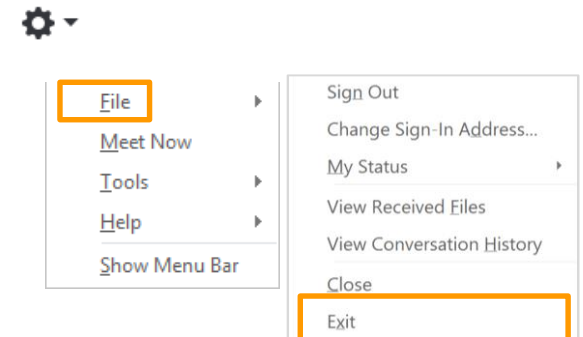 File
Meet Now
Tools
Help
Show Menu Bar
Sign Out
Change Sign-In Address...
My Status
View Received Files
View Conversation History
Close
Exit